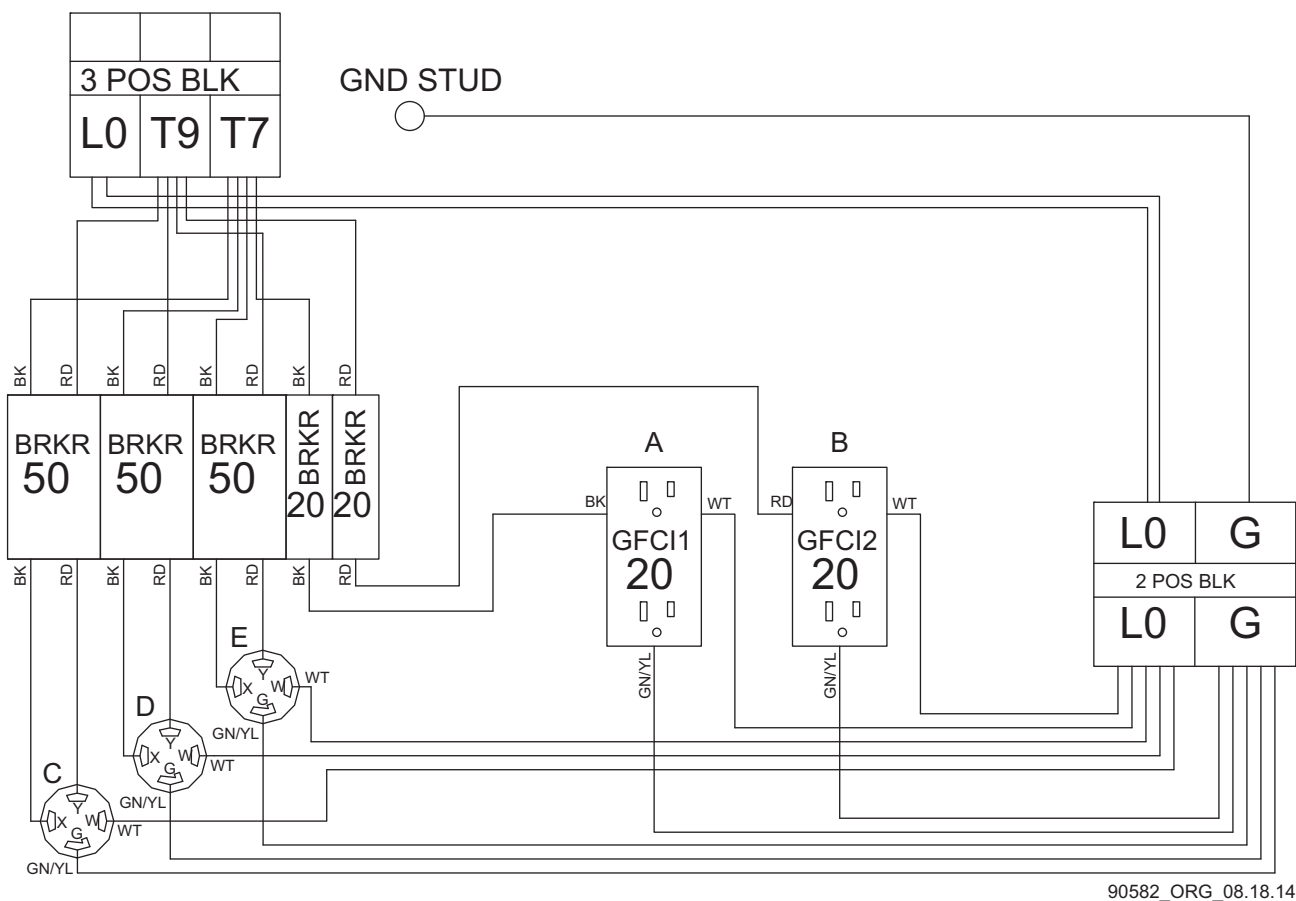 3 POS BLK
GND STUD
L0 T9 T7
BK RD BK RD BK RD BK RD
BRKR 50
BRKR 50
BRKR 50
BRKR 20
BRKR 20
BK RD BK RD BK RD BK RD
A
BK
WT
GFCI1
20
GN/YL
B
RD
WT
GFCI2
20
GN/YL
L0 G
2 POS BLK
L0 G
E
Y
X W
G
WT
GN/YL
D
Y
X W
G
WT
GN/YL
C
Y
X W
G
WT
GN/YL
90582_ORG_08.18.14